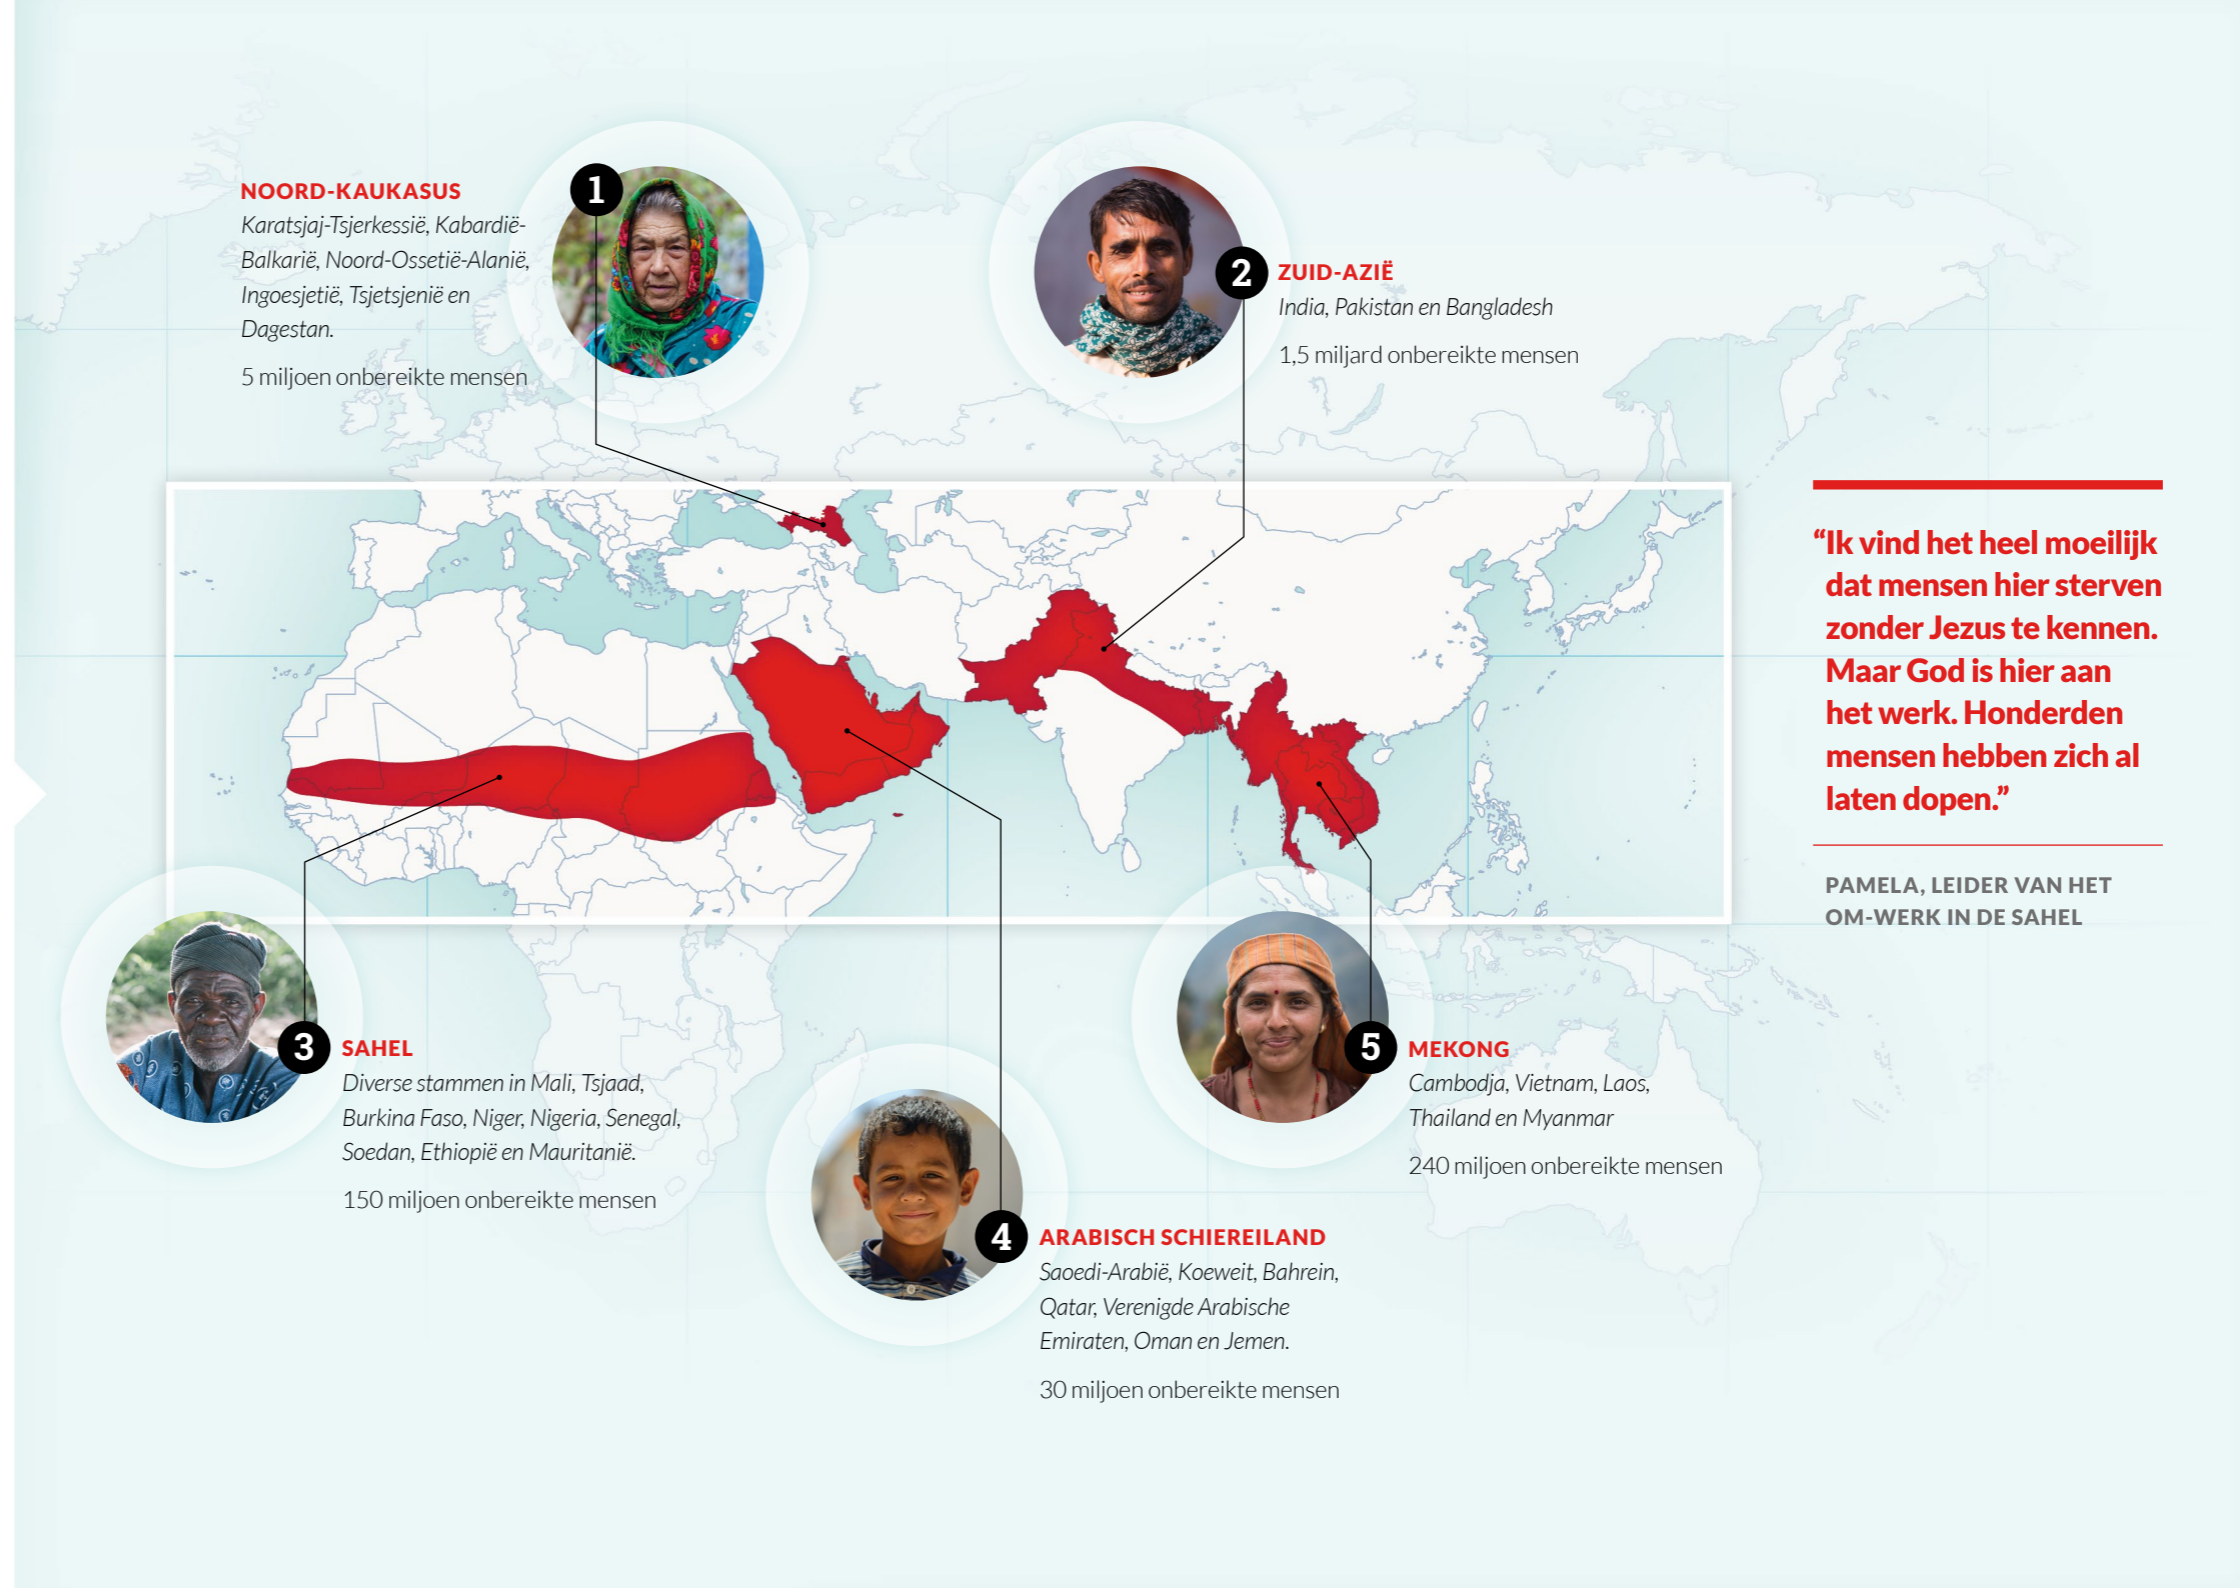 1
NOORD-KAUKASUS
Karatsjaj-Tsjerkessië, Kabardië-
Balkarië, Noord-Ossetië-Alanië,
Ingoesjetië, Tsjetsjenië en
Dagestan.
5 miljoen onbereikte mensen
2
ZUID-AZIË
India, Pakistan en Bangladesh
1,5 miljard onbereikte mensen
“Ik vind het heel moeilijk
dat mensen hier sterven
zonder Jezus te kennen.
Maar God is hier aan
het werk. Honderden
mensen hebben zich al
laten dopen.”
PAMELA, LEIDER VAN HET
OM-WERK IN DE SAHEL
3
SAHEL
Diverse stammen in Mali, Tsjaad,
Burkina Faso, Niger, Nigeria, Senegal,
Soedan, Ethiopië en Mauritanië.
150 miljoen onbereikte mensen
4
ARABISCH SCHIEREILAND
Saoedi-Arabië, Koeweit, Bahrein,
Qatar, Verenigde Arabische
Emiraten, Oman en Jemen.
30 miljoen onbereikte mensen
5
MEKONG
Cambodja, Vietnam, Laos,
Thailand en Myanmar
240 miljoen onbereikte mensen